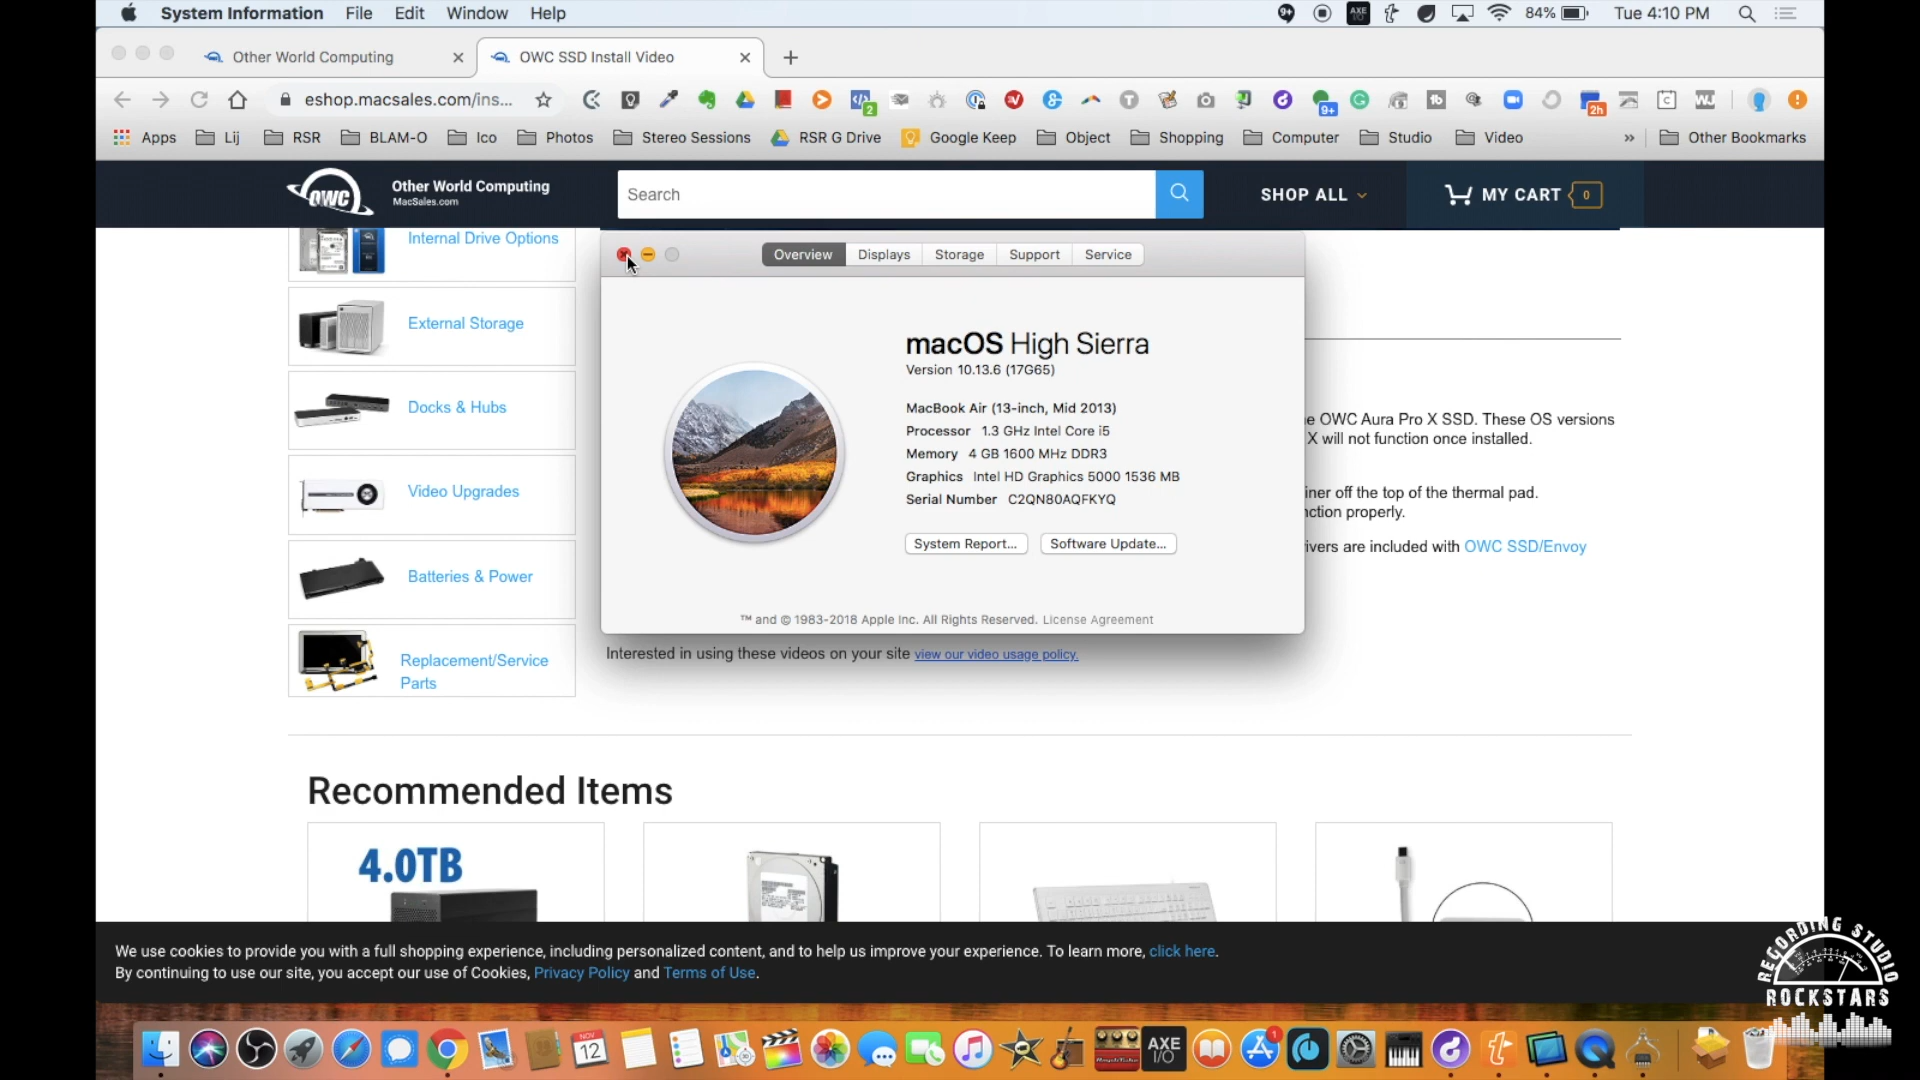 System Information File Edit Window Help 84% Tue 4:10 PM
Other World Computing OWC SSD Install Video
eshop.macsales.com/ins...
Apps Lij RSR BLAM-O Ico Photos Stereo Sessions RSR G Drive Google Keep Object Shopping Computer Studio Video » Other Bookmarks
OWC Other World Computing
MacSales.com
Search
SHOP ALL
MY CART 0
Internal Drive Options
External Storage
Docks & Hubs
Video Upgrades
Batteries & Power
Replacement/Service
Parts
Overview Displays Storage Support Service
macOS High Sierra
Version 10.13.6 (17G65)
MacBook Air (13-inch, Mid 2013)
Processor 1.3 GHz Intel Core i5
Memory 4 GB 1600 MHz DDR3
Graphics Intel HD Graphics 5000 1536 MB
Serial Number C2QN80AQFKYQ
System Report... Software Update...
™ and © 1983-2018 Apple Inc. All Rights Reserved. License Agreement
OWC Aura Pro X SSD. These OS versions
X will not function once installed.
off the top of the thermal pad.
properly.
are included with OWC SSD/Envoy
Interested in using these videos on your site view our video usage policy.
Recommended Items
4.0TB
We use cookies to provide you with a full shopping experience, including personalized content, and to help us improve your experience. To learn more, click here.
By continuing to use our site, you accept our use of Cookies, Privacy Policy and Terms of Use.
RECORDING STUDIO
ROCKSTARS
NOV
12
AXE
I/O
1